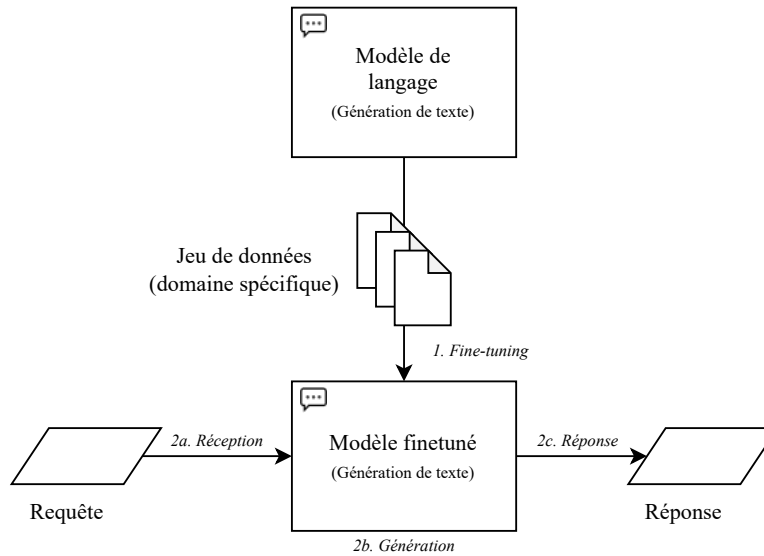 Modèle de
langage
(Génération de texte)
Jeu de données
(domaine spécifique)
1. Fine-tuning
2a. Réception
Modèle finetuné
(Génération de texte)
2c. Réponse
Requête
Réponse
2b. Génération